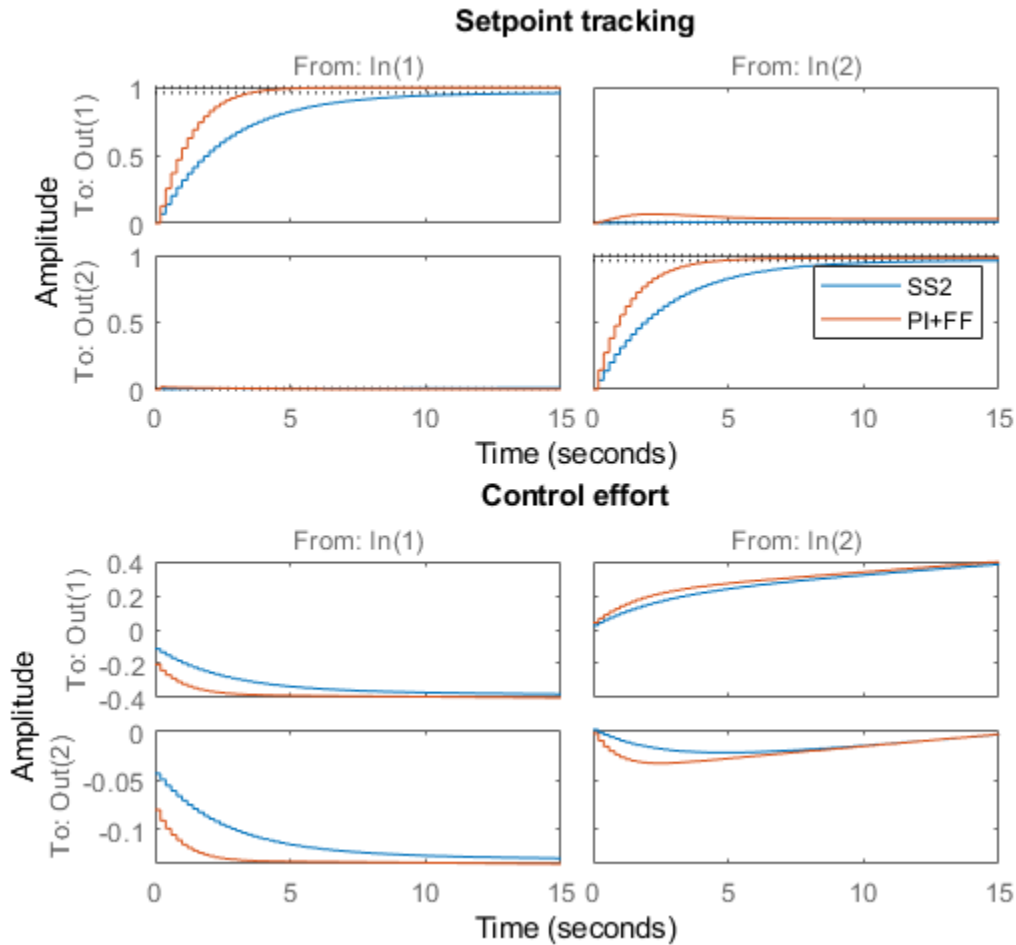 Setpoint tracking
From: In(1)
From: In(2)
Amplitude
To: Out(1)
1
0.5
0
To: Out(2)
1
0.5
0
SS2
PI+FF
0
5
10
15
0
5
10
15
Time (seconds)
Control effort
From: In(1)
From: In(2)
Amplitude
To: Out(1)
0.4
0.2
0
-0.2
-0.4
To: Out(2)
0
-0.05
-0.1
0
5
10
15
0
5
10
15
Time (seconds)